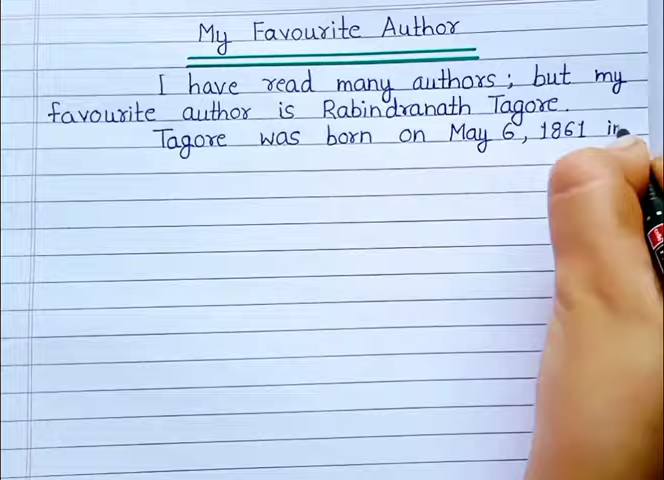 My Favourite Author
I have read many authors; but my
favourite author is Rabindranath Tagore.
Tagore was born on May 6, 1861 in